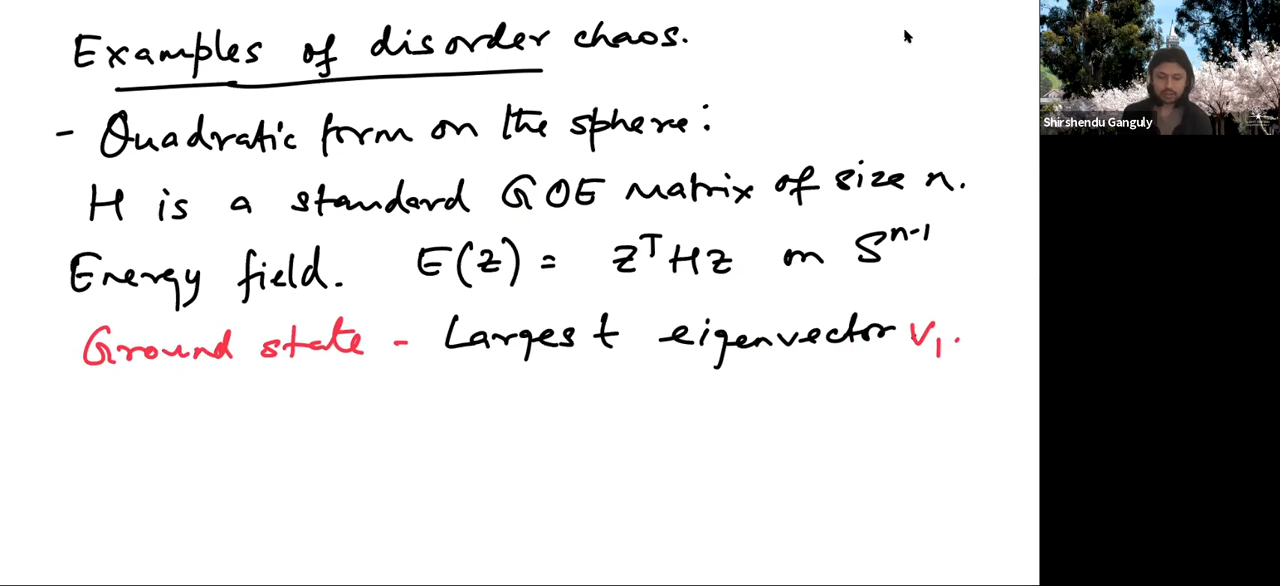 Examples of disorder chaos.
- Quadratic form on the sphere:
H is a standard GOE matrix of size n.
Energy field. E(z) = z^T H z on S^{n-1}
Ground state - Largest eigenvector v_1.
Shirshendu Ganguly